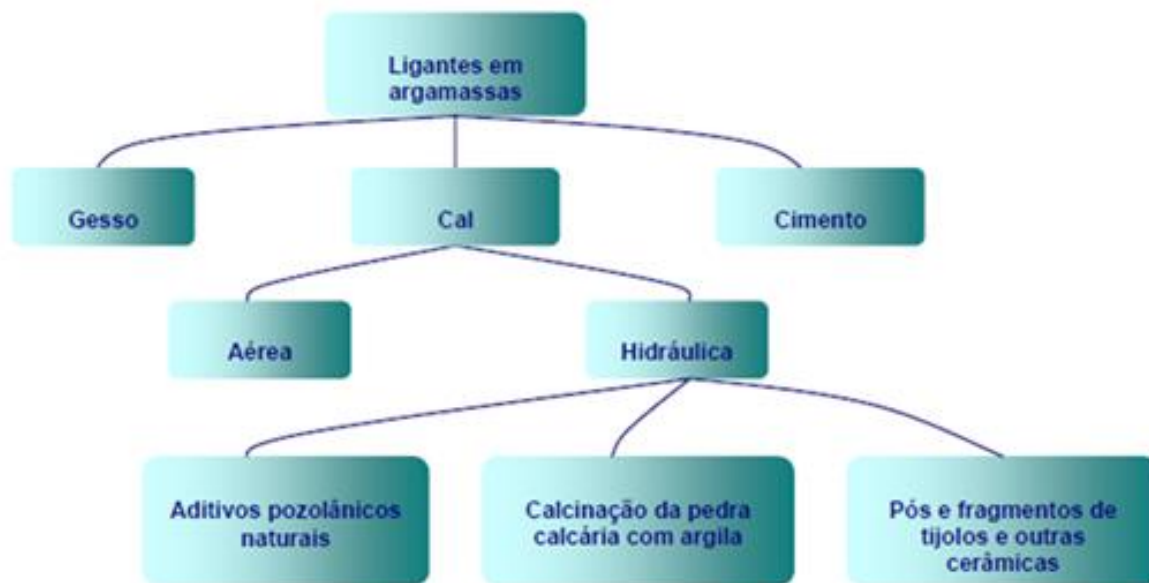 Ligantes em
argamassas
Gesso
Cal
Cimento
Aérea
Hidráulica
Aditivos pozolânicos
naturais
Calcinação da pedra
calcária com argila
Pós e fragmentos de
tijolos e outras
cerâmicas